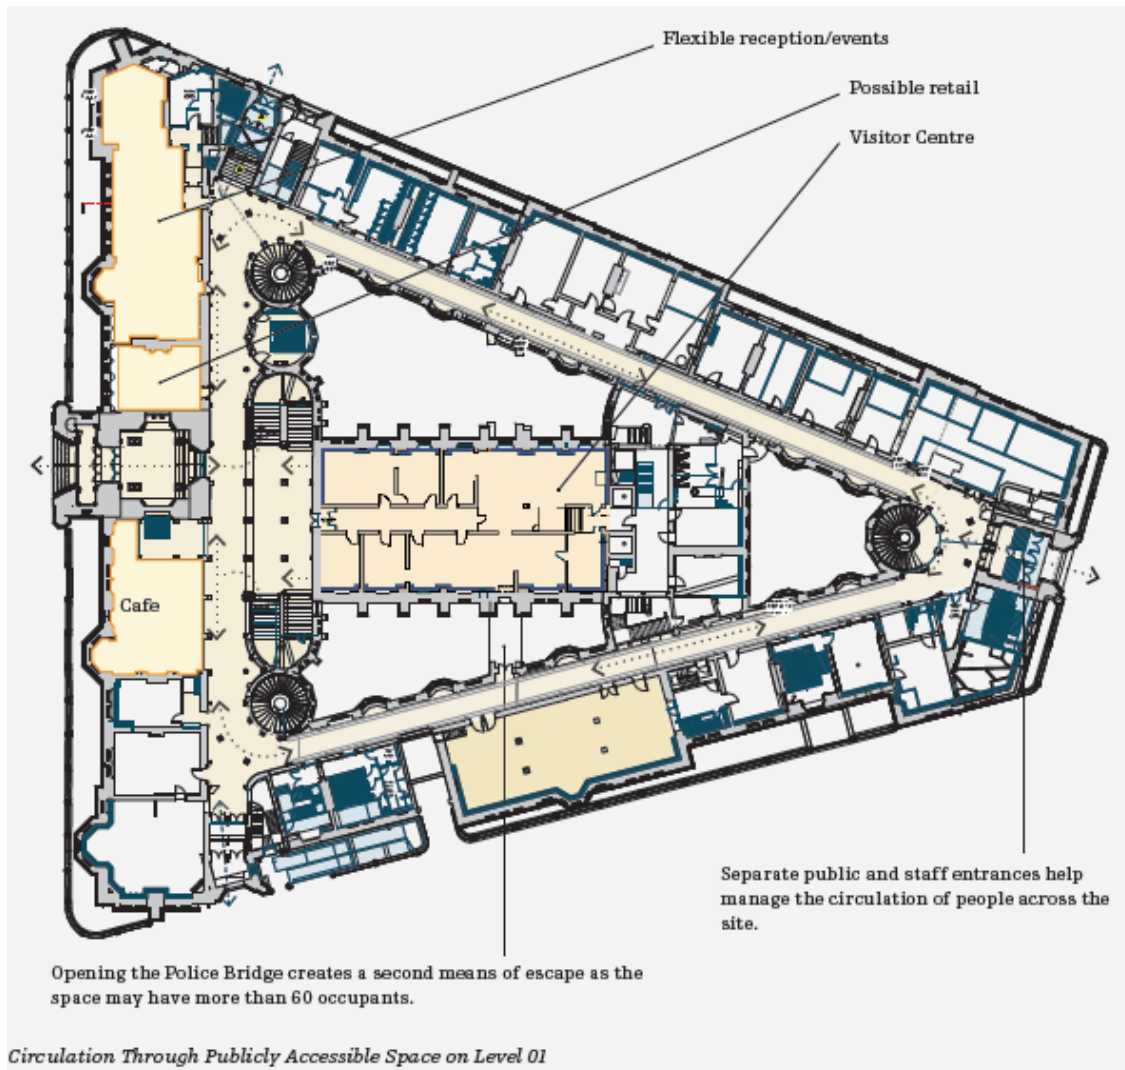 Flexible reception/events
Possible retail
Visitor Centre
Cafe
Separate public and staff entrances help
manage the circulation of people across the
site.
Opening the Police Bridge creates a second means of escape as the
space may have more than 60 occupants.
Circulation Through Publicly Accessible Space on Level 01